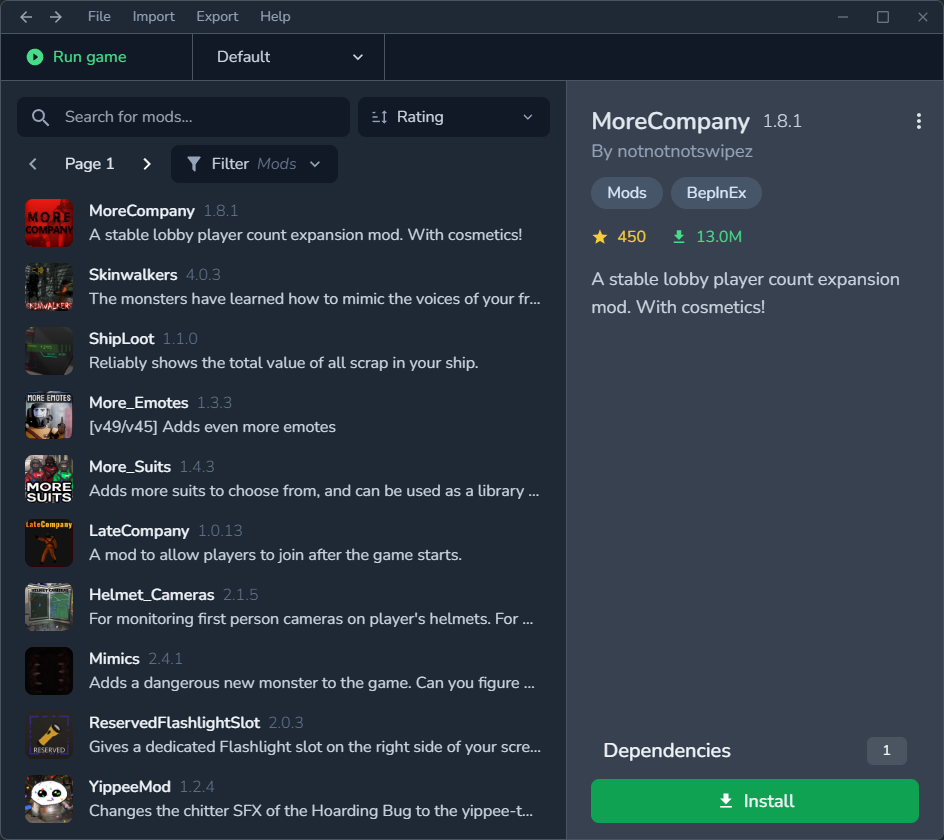 File Import Export Help
Run game Default
Search for mods... Rating
Page 1 Filter Mods
MORE COMPANY
MoreCompany 1.8.1
A stable lobby player count expansion mod. With cosmetics!
SKINWALKERS
Skinwalkers 4.0.3
The monsters have learned how to mimic the voices of your fr...
ShipLoot 1.1.0
Reliably shows the total value of all scrap in your ship.
MORE EMOTES
More_Emotes 1.3.3
[v49/v45] Adds even more emotes
MORE SUITS
More_Suits 1.4.3
Adds more suits to choose from, and can be used as a library ...
LateCompany
LateCompany 1.0.13
A mod to allow players to join after the game starts.
HELMET CAMERAS
Helmet_Cameras 2.1.5
For monitoring first person cameras on player's helmets. For ...
Mimics 2.4.1
Adds a dangerous new monster to the game. Can you figure ...
RESERVED
ReservedFlashlightSlot 2.0.3
Gives a dedicated Flashlight slot on the right side of your scre...
YippeeMod 1.2.4
Changes the chitter SFX of the Hoarding Bug to the yippee-t...
MoreCompany 1.8.1
By notnotnotswipez
Mods BepInEx
450 13.0M
A stable lobby player count expansion
mod. With cosmetics!
Dependencies 1
Install